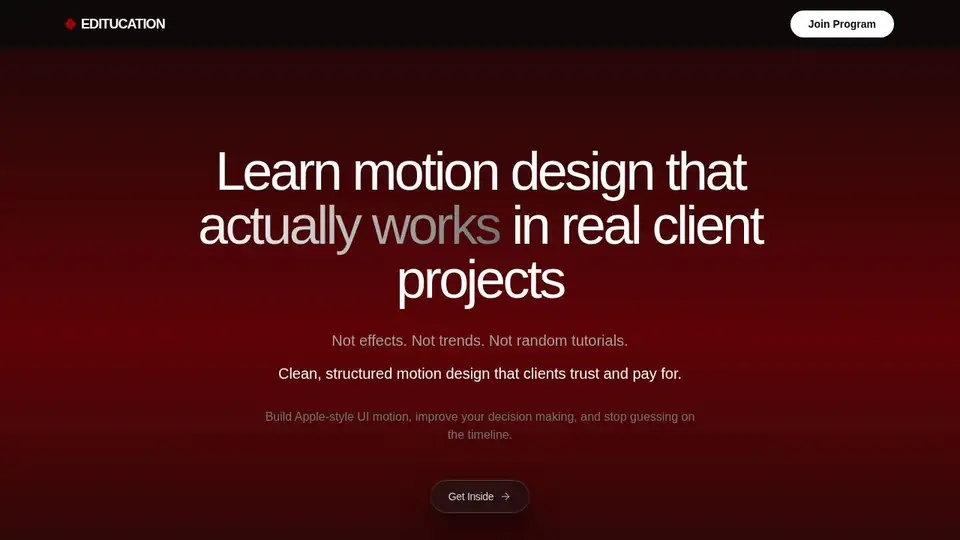 EDITUCATION
Join Program
Learn motion design that
actually works in real client
projects
Not effects. Not trends. Not random tutorials.
Clean, structured motion design that clients trust and pay for.
Build Apple-style UI motion, improve your decision making, and stop guessing on
the timeline.
Get Inside →